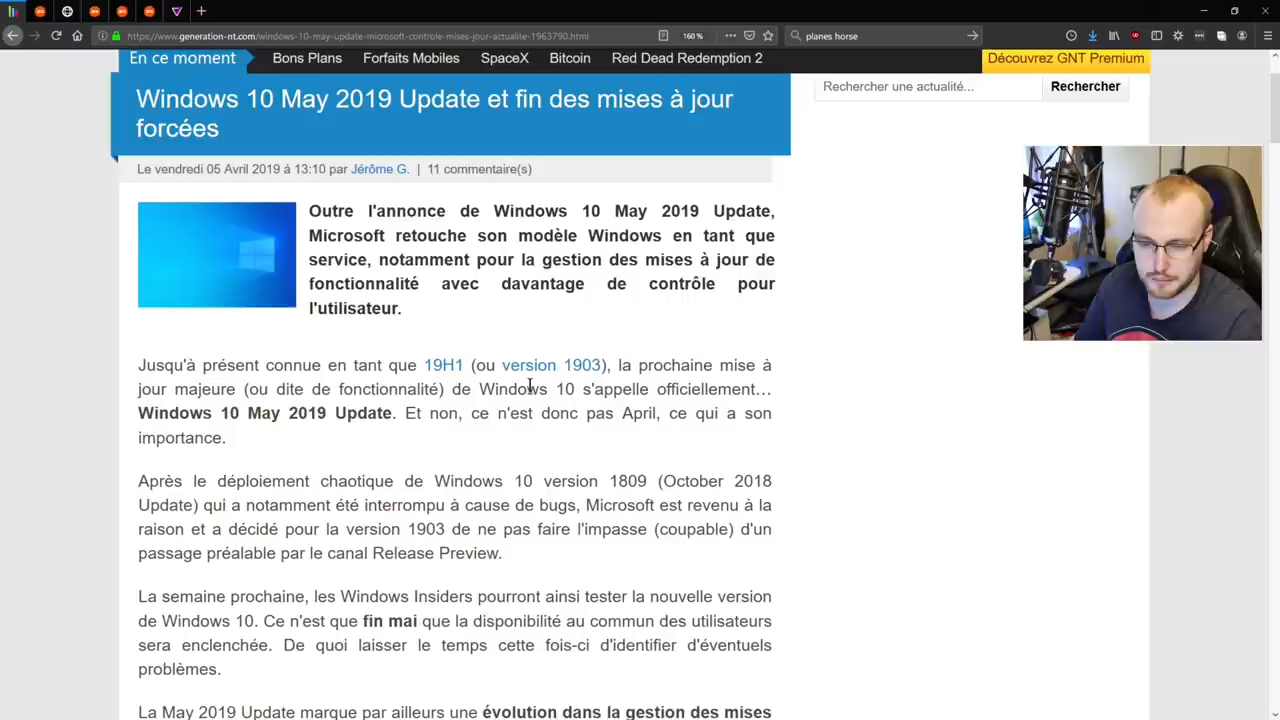 https://www.generation-nt.com/windows-10-may-update-microsoft-controle-mises-jour-actualite-1963790.html
160 %
planes horse
En ce moment
Bons Plans
Forfaits Mobiles
SpaceX
Bitcoin
Red Dead Redemption 2
Découvrez GNT Premium
Windows 10 May 2019 Update et fin des mises à jour
forcées
Rechercher une actualité...
Rechercher
Le vendredi 05 Avril 2019 à 13:10 par Jérôme G. | 11 commentaire(s)
Outre l'annonce de Windows 10 May 2019 Update,
Microsoft retouche son modèle Windows en tant que
service, notamment pour la gestion des mises à jour de
fonctionnalité avec davantage de contrôle pour
l'utilisateur.
Jusqu'à présent connue en tant que 19H1 (ou version 1903), la prochaine mise à
jour majeure (ou dite de fonctionnalité) de Windows 10 s'appelle officiellement…
Windows 10 May 2019 Update. Et non, ce n'est donc pas April, ce qui a son
importance.
Après le déploiement chaotique de Windows 10 version 1809 (October 2018
Update) qui a notamment été interrompu à cause de bugs, Microsoft est revenu à la
raison et a décidé pour la version 1903 de ne pas faire l'impasse (coupable) d'un
passage préalable par le canal Release Preview.
La semaine prochaine, les Windows Insiders pourront ainsi tester la nouvelle version
de Windows 10. Ce n'est que fin mai que la disponibilité au commun des utilisateurs
sera enclenchée. De quoi laisser le temps cette fois-ci d'identifier d'éventuels
problèmes.
La May 2019 Update marque par ailleurs une évolution dans la gestion des mises